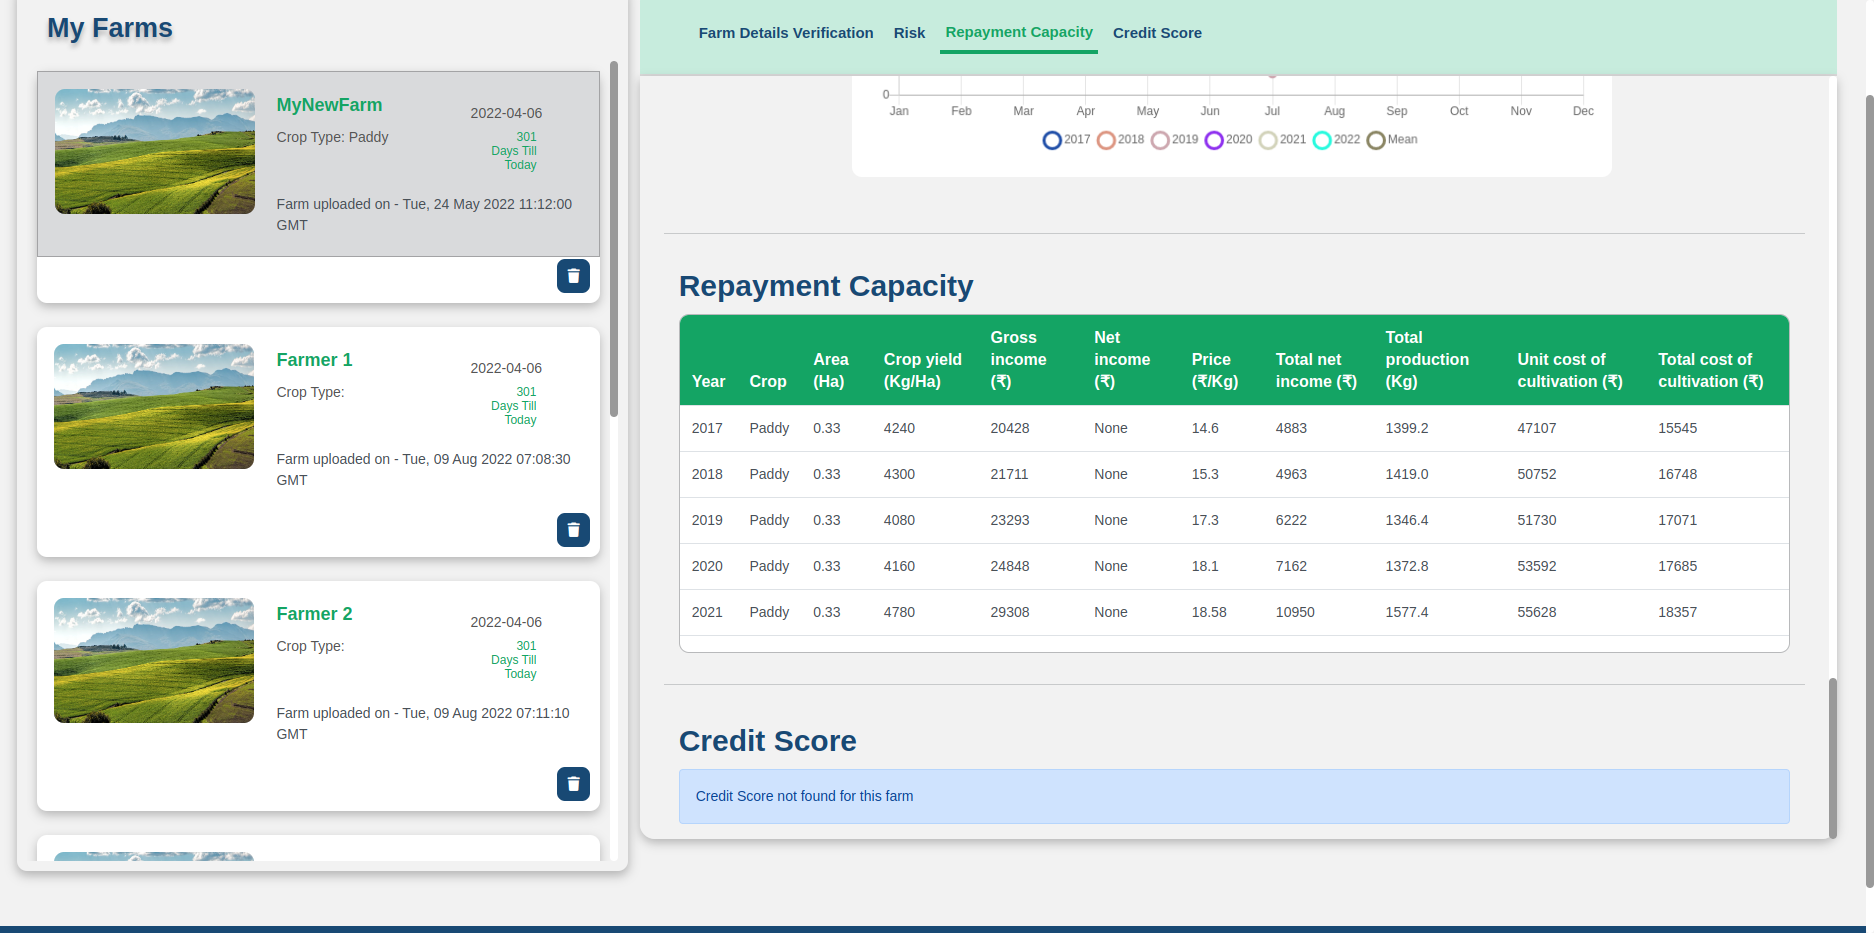 My Farms
MyNewFarm
2022-04-06
Crop Type: Paddy
301
Days Till
Today
Farm uploaded on - Tue, 24 May 2022 11:12:00
GMT
Farmer 1
2022-04-06
Crop Type:
301
Days Till
Today
Farm uploaded on - Tue, 09 Aug 2022 07:08:30
GMT
Farmer 2
2022-04-06
Crop Type:
301
Days Till
Today
Farm uploaded on - Tue, 09 Aug 2022 07:11:10
GMT
Farm Details Verification Risk Repayment Capacity Credit Score
0
Jan Feb Mar Apr May Jun Jul Aug Sep Oct Nov Dec
2017 2018 2019 2020 2021 2022 Mean
Repayment Capacity
Year Crop Area (Ha) Crop yield (Kg/Ha) Gross income (₹) Net income (₹) Price (₹/Kg) Total net income (₹) Total production (Kg) Unit cost of cultivation (₹) Total cost of cultivation (₹)
2017 Paddy 0.33 4240 20428 None 14.6 4883 1399.2 47107 15545
2018 Paddy 0.33 4300 21711 None 15.3 4963 1419.0 50752 16748
2019 Paddy 0.33 4080 23293 None 17.3 6222 1346.4 51730 17071
2020 Paddy 0.33 4160 24848 None 18.1 7162 1372.8 53592 17685
2021 Paddy 0.33 4780 29308 None 18.58 10950 1577.4 55628 18357
Credit Score
Credit Score not found for this farm